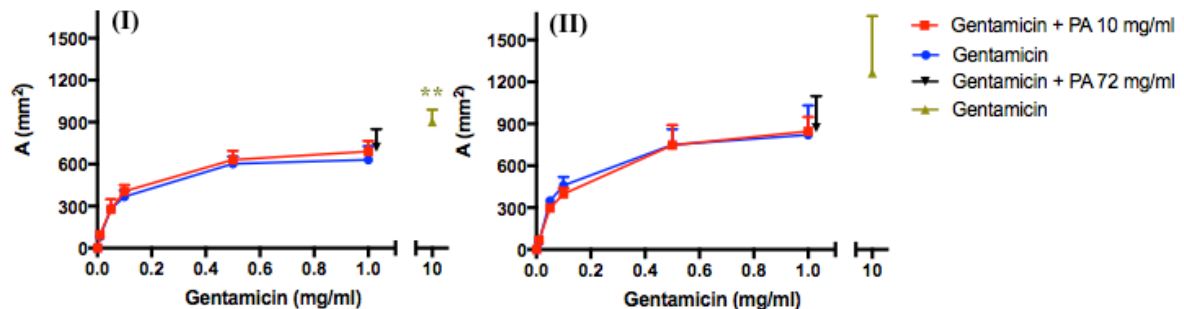 (I)
1500
1200
900
600
300
0
A (mm²)
**
0.0 0.2 0.4 0.6 0.8 1.0 10
Gentamicin (mg/ml)
(II)
1500
1200
900
600
300
0
A (mm²)
0.0 0.2 0.4 0.6 0.8 1.0 10
Gentamicin (mg/ml)
Gentamicin + PA 10 mg/ml
Gentamicin
Gentamicin + PA 72 mg/ml
Gentamicin